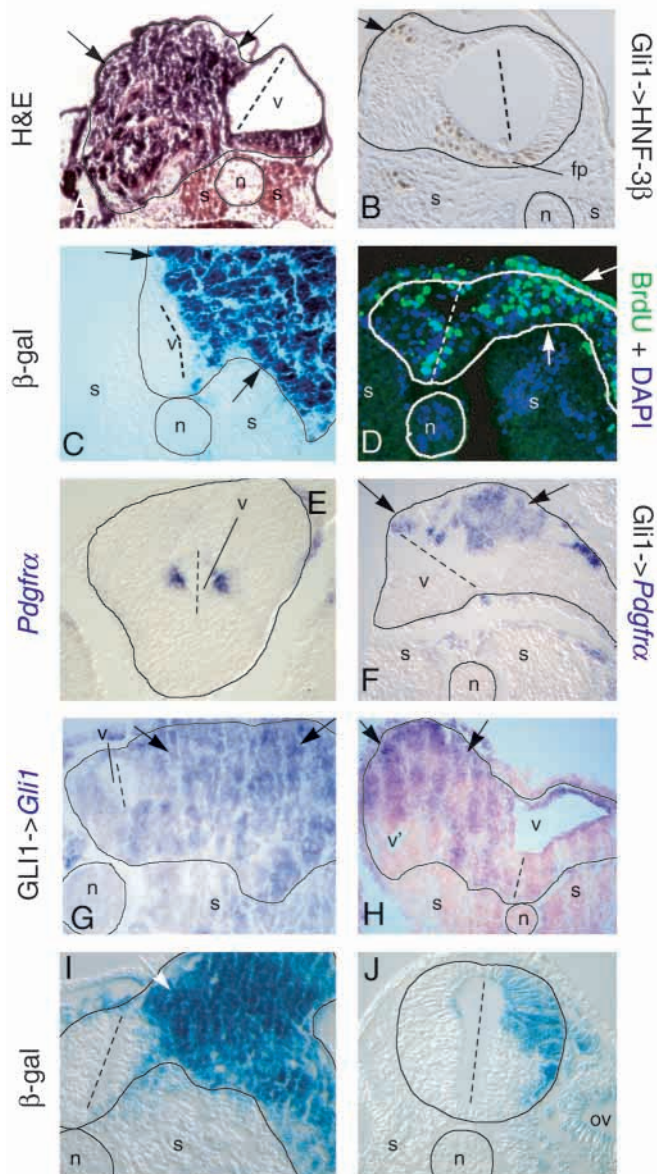 H&E
v
s
n
s
A
Gli1->HNF-3β
fp
s
B
n
s
β-gal
v
s
s
n
C
BrdU + DAPI
s
s
n
D
Pdgfrα
v
E
Gli1->Pdgfrα
v
s
s
n
F
GLI1->Gli1
v
n
s
G
v'
v
s
s
n
H
β-gal
I
s
n
J
ov
s
n